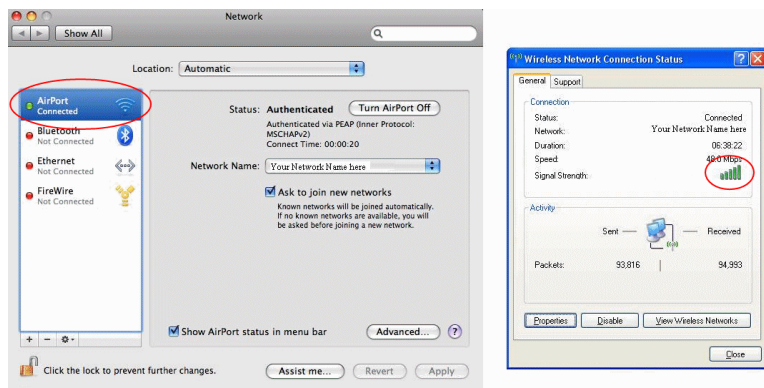 Network
Show All
Location: Automatic
AirPort
Connected
Bluetooth
Not Connected
Ethernet
Not Connected
FireWire
Not Connected
Status: Authenticated Turn AirPort Off
Authenticated via PEAP (Inner Protocol:
MSCHAPv2)
Connect Time: 00:00:20
Network Name: Your Network Name here
Ask to join new networks
Known networks will be joined automatically.
If no known networks are available, you will
be asked before joining a new network.
Show AirPort status in menu bar Advanced... ?
Click the lock to prevent further changes. Assist me... Revert Apply
Wireless Network Connection Status
General Support
Connection
Status: Connected
Network: Your Network Name here
Duration: 06:38:22
Speed: 48.0 Mbps
Signal Strength:
Activity
Sent Received
Packets: 93,816 94,993
Properties Disable View Wireless Networks
Close